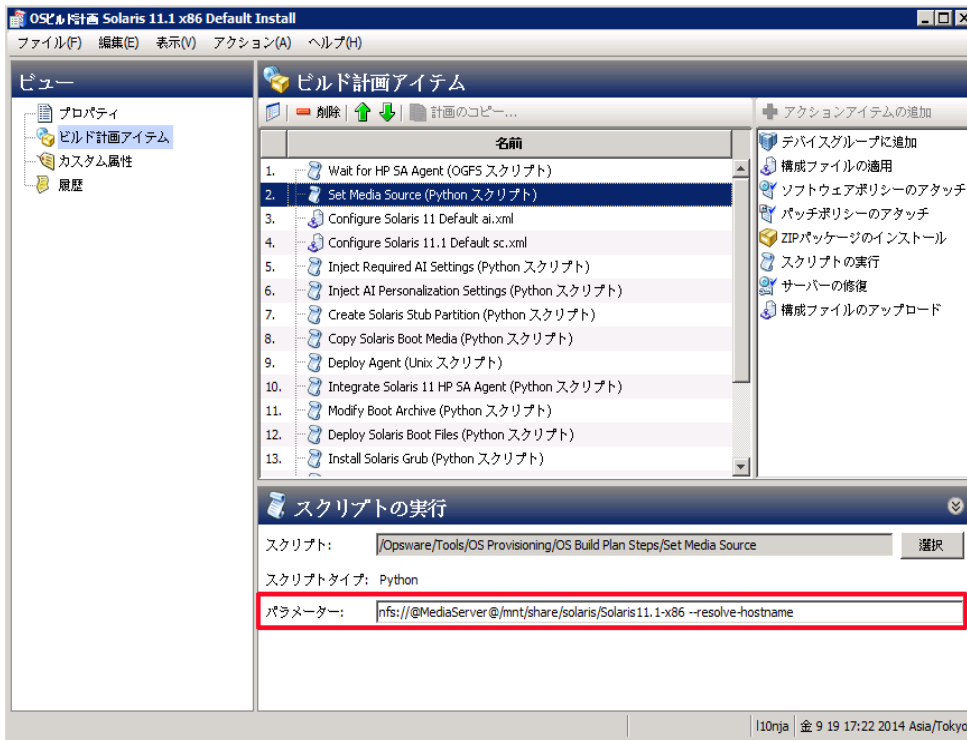 OSビルド計画 Solaris 11.1 x86 Default Install
ファイル(F) 編集(E) 表示(V) アクション(A) ヘルプ(H)
ビュー
プロパティ
ビルド計画アイテム
カスタム属性
履歴
ビルド計画アイテム
削除 計画のコピー...
名前
1. Wait for HP SA Agent (OGFS スクリプト)
2. Set Media Source (Python スクリプト)
3. Configure Solaris 11 Default ai.xml
4. Configure Solaris 11.1 Default sc.xml
5. Inject Required AI Settings (Python スクリプト)
6. Inject AI Personalization Settings (Python スクリプト)
7. Create Solaris Stub Partition (Python スクリプト)
8. Copy Solaris Boot Media (Python スクリプト)
9. Deploy Agent (Unix スクリプト)
10. Integrate Solaris 11 HP SA Agent (Python スクリプト)
11. Modify Boot Archive (Python スクリプト)
12. Deploy Solaris Boot Files (Python スクリプト)
13. Install Solaris Grub (Python スクリプト)
アクションアイテムの追加
デバイスグループに追加
構成ファイルの適用
ソフトウェアポリシーのアタッチ
パッチポリシーのアタッチ
ZIPパッケージのインストール
スクリプトの実行
サーバーの修復
構成ファイルのアップロード
スクリプトの実行
スクリプト: /Opsware/Tools/OS Provisioning/OS Build Plan Steps/Set Media Source 選択
スクリプトタイプ: Python
パラメーター: nfs://@MediaServer@/mnt/share/solaris/Solaris11.1-x86 --resolve-hostname
l10nja 金 9 19 17:22 2014 Asia/Tokyo